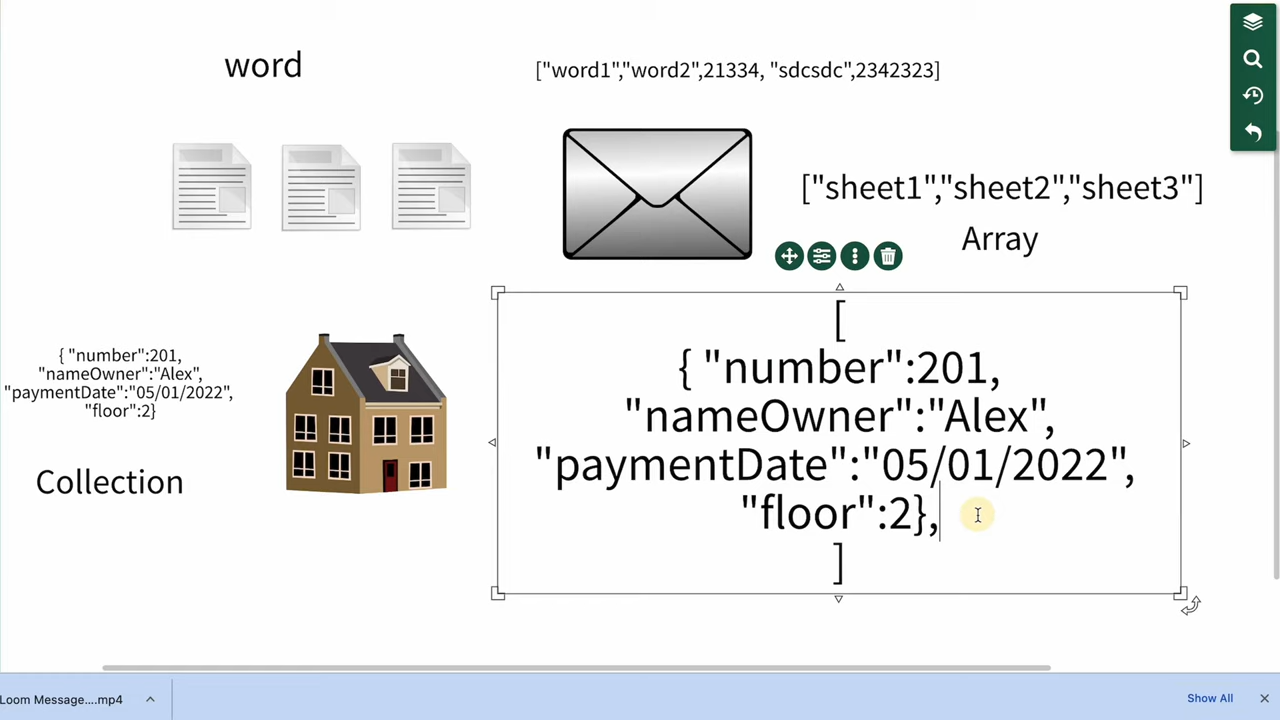 word
["word1","word2",21334, "sdcsdc",2342323]
["sheet1","sheet2","sheet3"]
Array
{ "number":201,
"nameOwner":"Alex",
"paymentDate":"05/01/2022",
"floor":2}
Collection
[
{ "number":201,
"nameOwner":"Alex",
"paymentDate":"05/01/2022",
"floor":2},
]
Loom Message....mp4
Show All